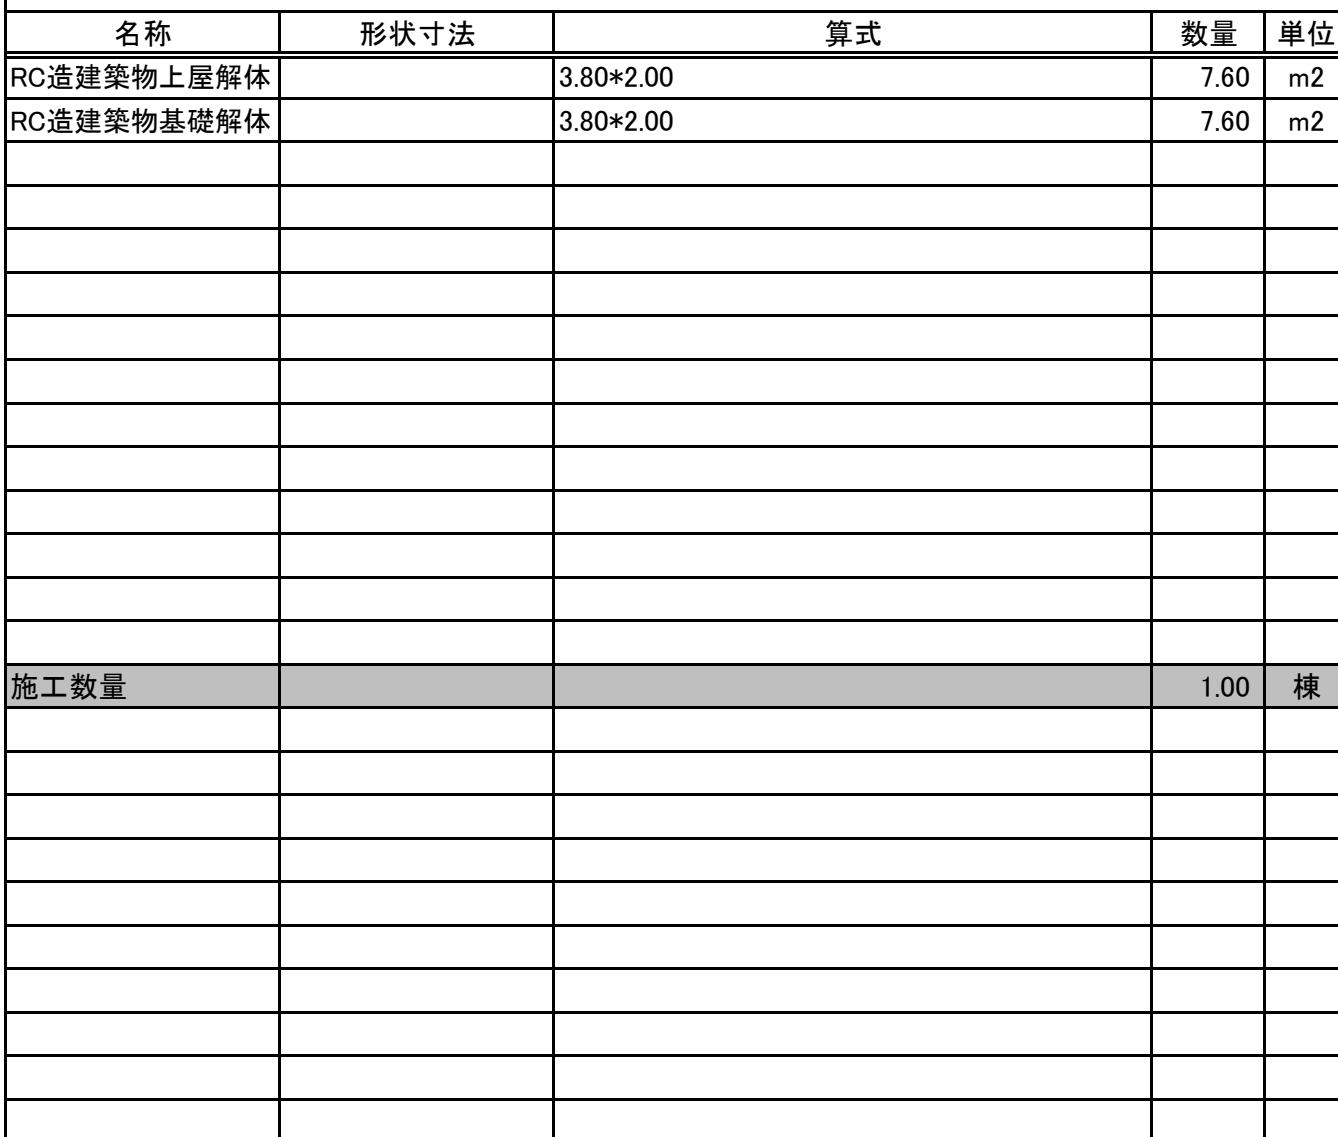 名称 形状寸法 算式 数量 単位
RC造建築物上屋解体 3.80*2.00 7.60 m2
RC造建築物基礎解体 3.80*2.00 7.60 m2
施工数量 1.00 棟